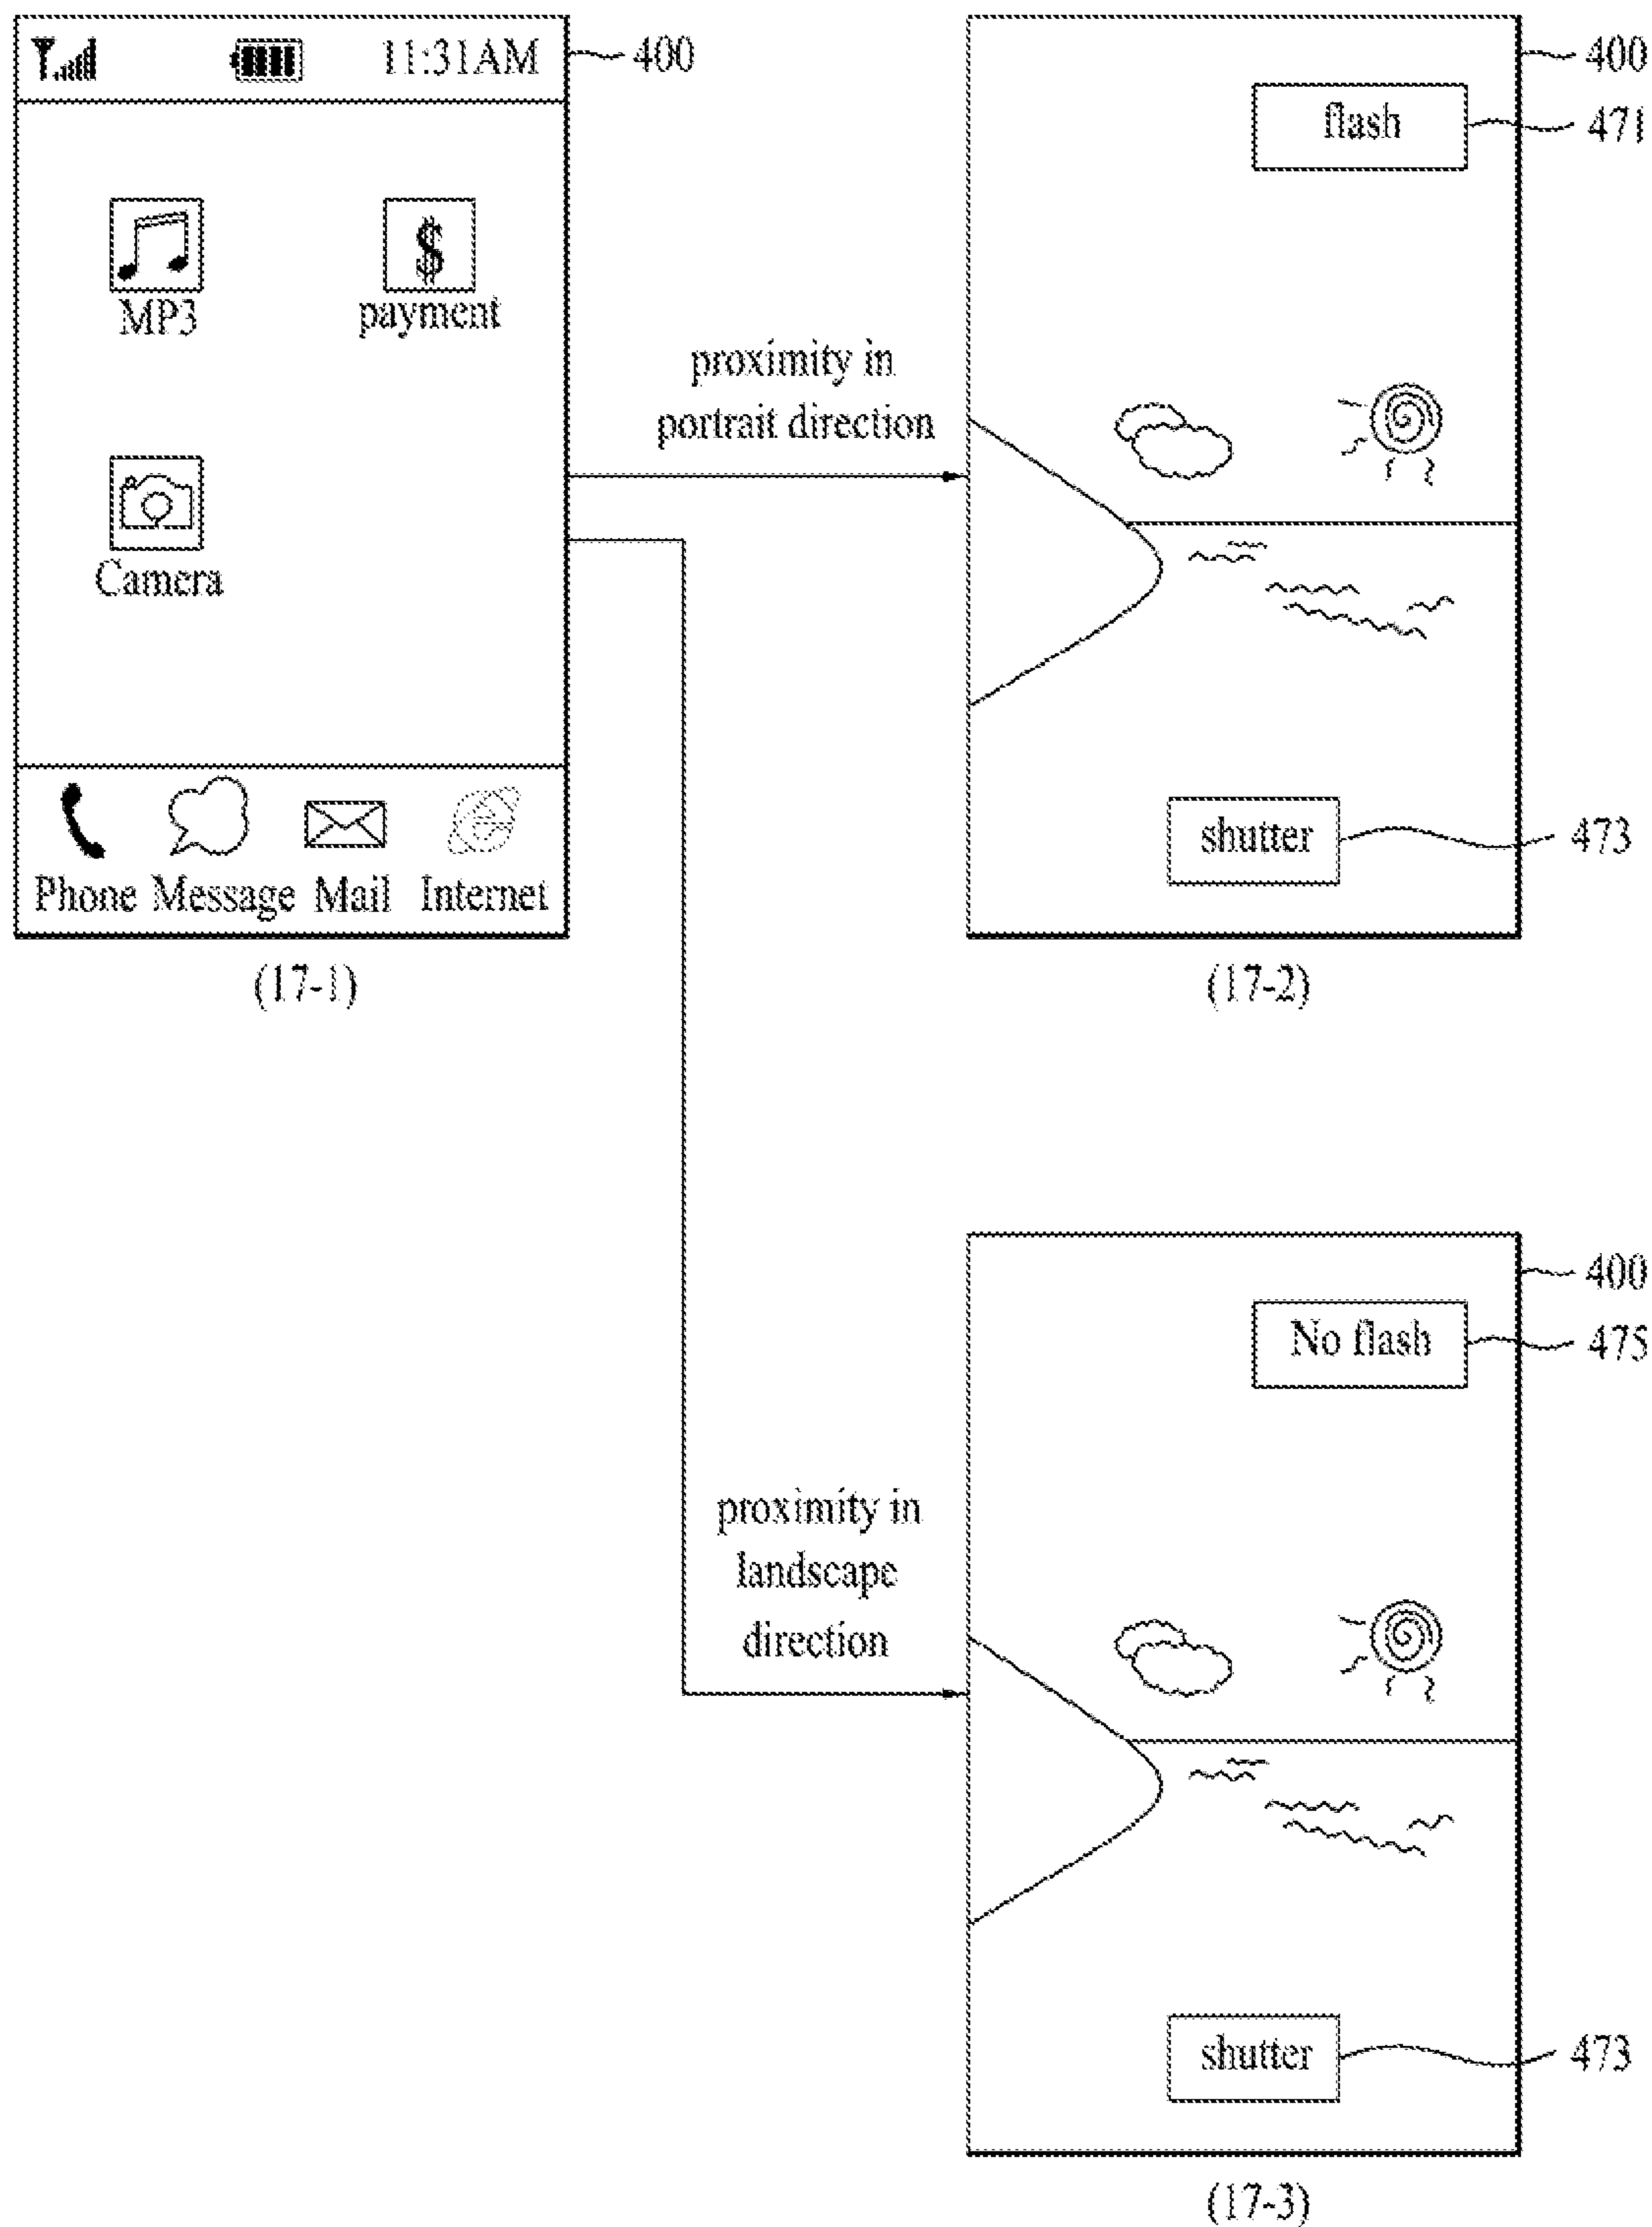 11:31AM
400
MP3
payment
Camera
Phone Message Mail Internet
(17-1)
proximity in
portrait direction
400
flash
471
shutter
473
(17-2)
proximity in
landscape
direction
400
No flash
475
shutter
473
(17-3)